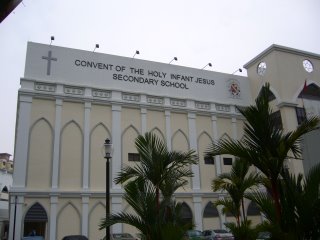 CONVENT OF THE HOLY INFANT JESUS
SECONDARY SCHOOL